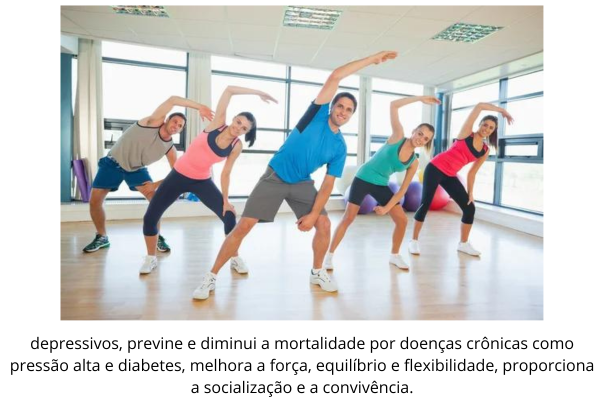 depressivos, previne e diminui a mortalidade por doenças crônicas como
pressão alta e diabetes, melhora a força, equilíbrio e flexibilidade, proporciona
a socialização e a convivência.